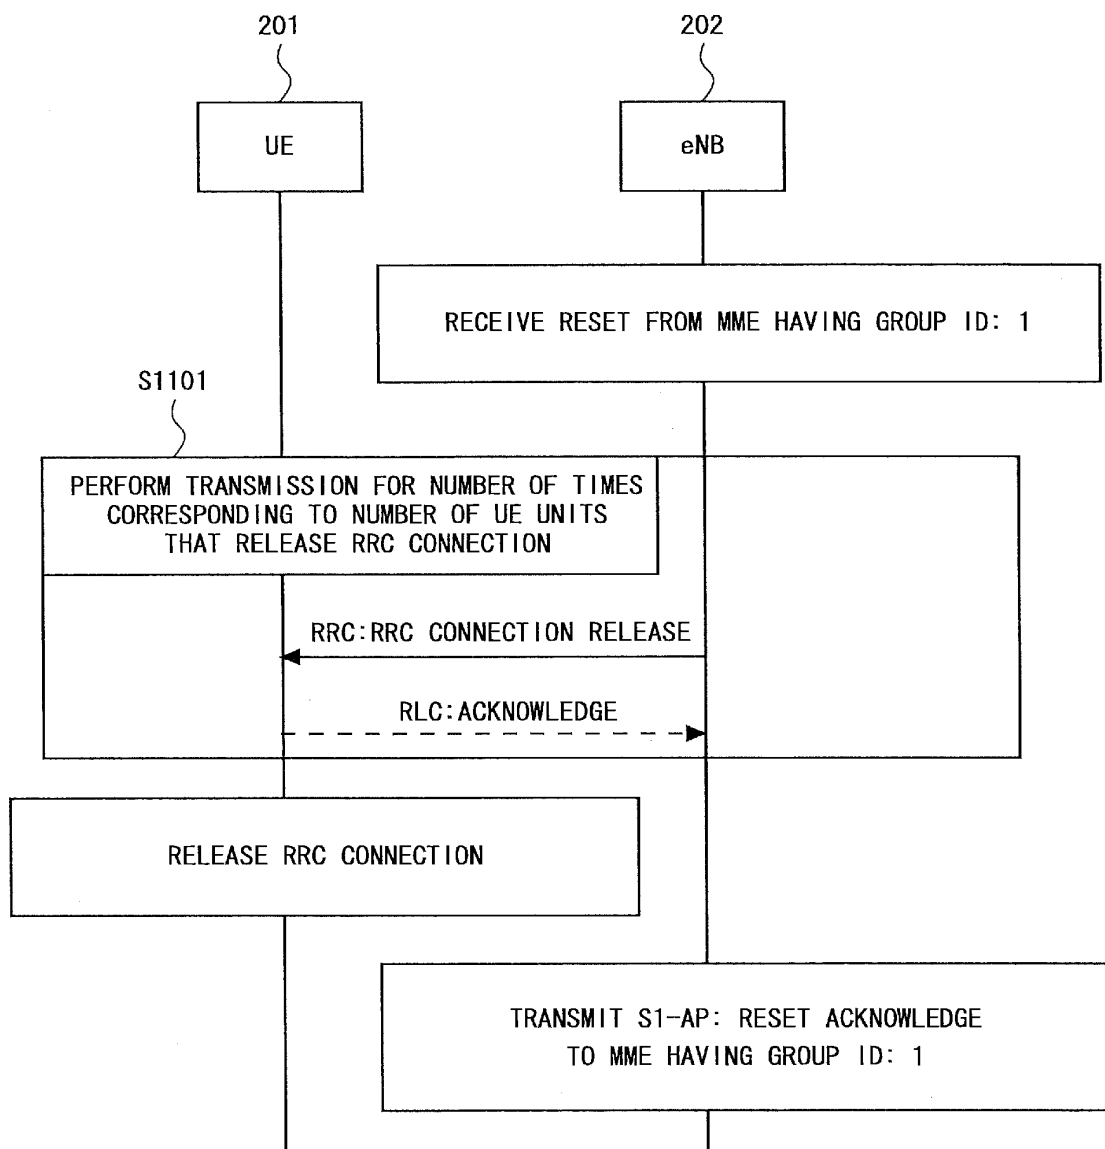 201
202
UE
eNB
RECEIVE RESET FROM MME HAVING GROUP ID: 1
S1101
PERFORM TRANSMISSION FOR NUMBER OF TIMES
CORRESPONDING TO NUMBER OF UE UNITS
THAT RELEASE RRC CONNECTION
RRC:RRC CONNECTION RELEASE
RLC:ACKNOWLEDGE
RELEASE RRC CONNECTION
TRANSMIT S1-AP: RESET ACKNOWLEDGE
TO MME HAVING GROUP ID: 1